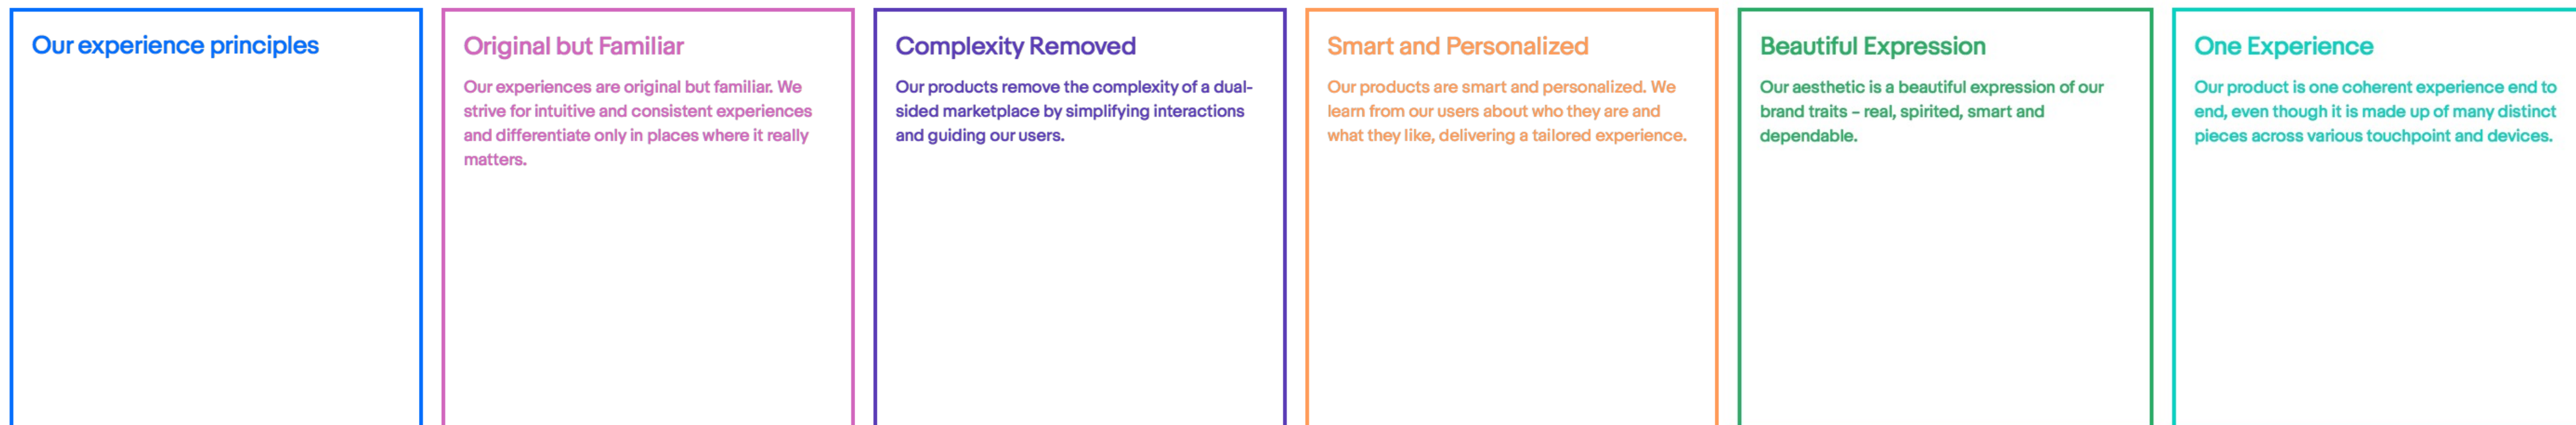 Our experience principles
Original but Familiar
Our experiences are original but familiar. We
strive for intuitive and consistent experiences
and differentiate only in places where it really
matters.
Complexity Removed
Our products remove the complexity of a dual-
sided marketplace by simplifying interactions
and guiding our users.
Smart and Personalized
Our products are smart and personalized. We
learn from our users about who they are and
what they like, delivering a tailored experience.
Beautiful Expression
Our aesthetic is a beautiful expression of our
brand traits – real, spirited, smart and
dependable.
One Experience
Our product is one coherent experience end to
end, even though it is made up of many distinct
pieces across various touchpoint and devices.